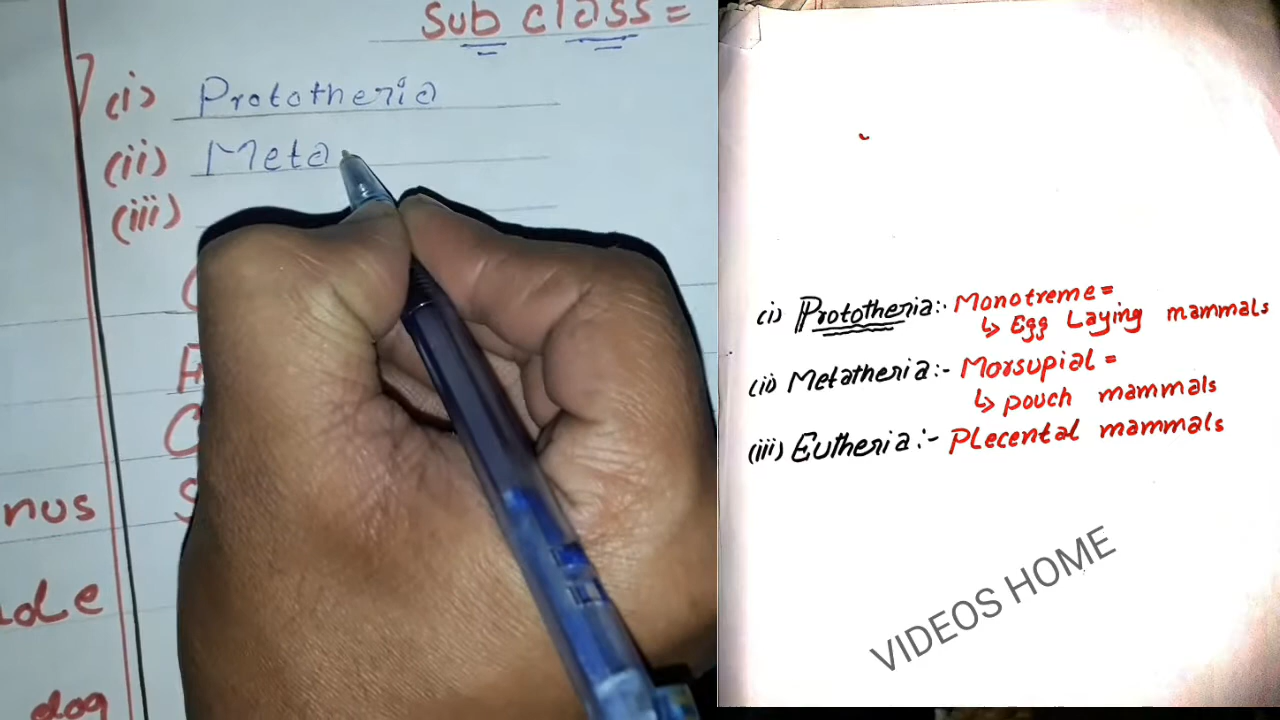 Sub class =
(i) Prototheria
(ii) Meta
(iii)
nus
dog
(i) Prototheria:- Monotreme =
↳ Egg Laying mammals
(ii) Metatheria:- Morsupial =
↳ pouch mammals
(iii) Eutheria:- Plecental mammals
VIDEOS HOME